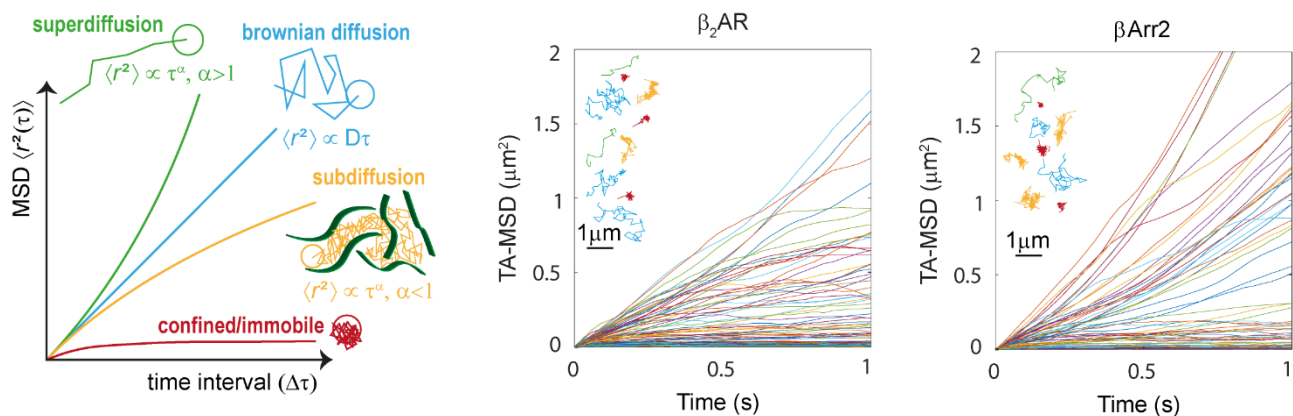 superdiffusion
⟨r²⟩ ∝ τ^α, α>1
brownian diffusion
⟨r²⟩ ∝ Dτ
subdiffusion
⟨r²⟩ ∝ τ^α, α<1
confined/immobile
MSD ⟨r²(τ)⟩
time interval (Δτ)
β₂AR
2
1.5
1
0.5
0
TA-MSD (μm²)
1μm
0
0.5
1
Time (s)
βArr2
2
1.5
1
0.5
0
TA-MSD (μm²)
1μm
0
0.5
1
Time (s)